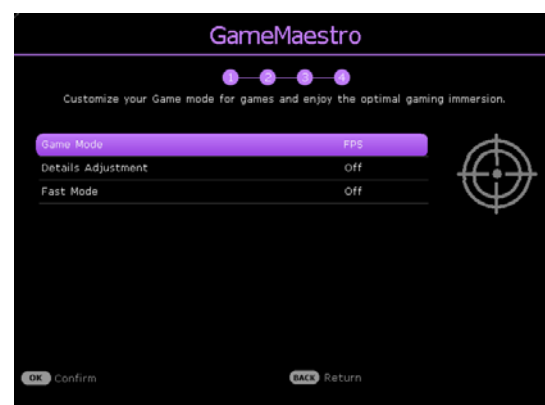 GameMaestro
1 2 3 4
Customize your Game mode for games and enjoy the optimal gaming immersion.
Game Mode FPS
Details Adjustment Off
Fast Mode Off
OK Confirm BACK Return